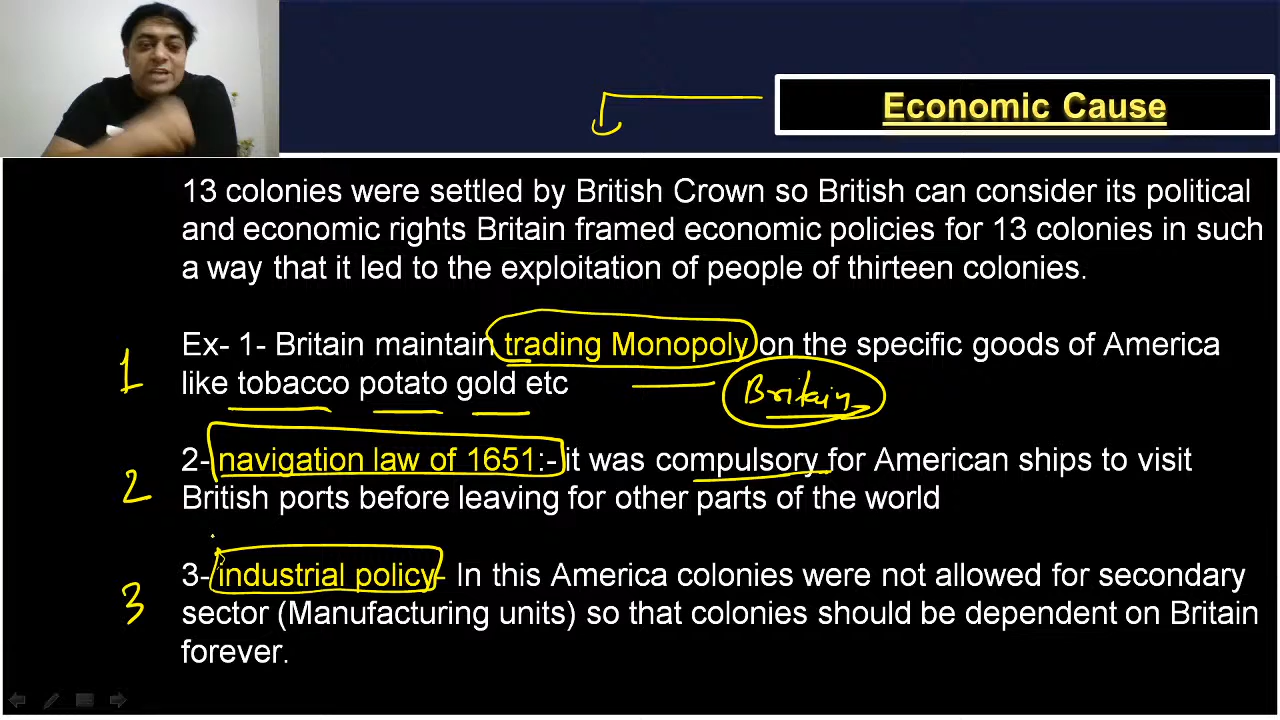 Economic Cause
13 colonies were settled by British Crown so British can consider its political
and economic rights Britain framed economic policies for 13 colonies in such
a way that it led to the exploitation of people of thirteen colonies.
1
Ex- 1- Britain maintain trading Monopoly on the specific goods of America
like tobacco potato gold etc
Britain
2
2- navigation law of 1651:- it was compulsory for American ships to visit
British ports before leaving for other parts of the world
3
3- industrial policy- In this America colonies were not allowed for secondary
sector (Manufacturing units) so that colonies should be dependent on Britain
forever.